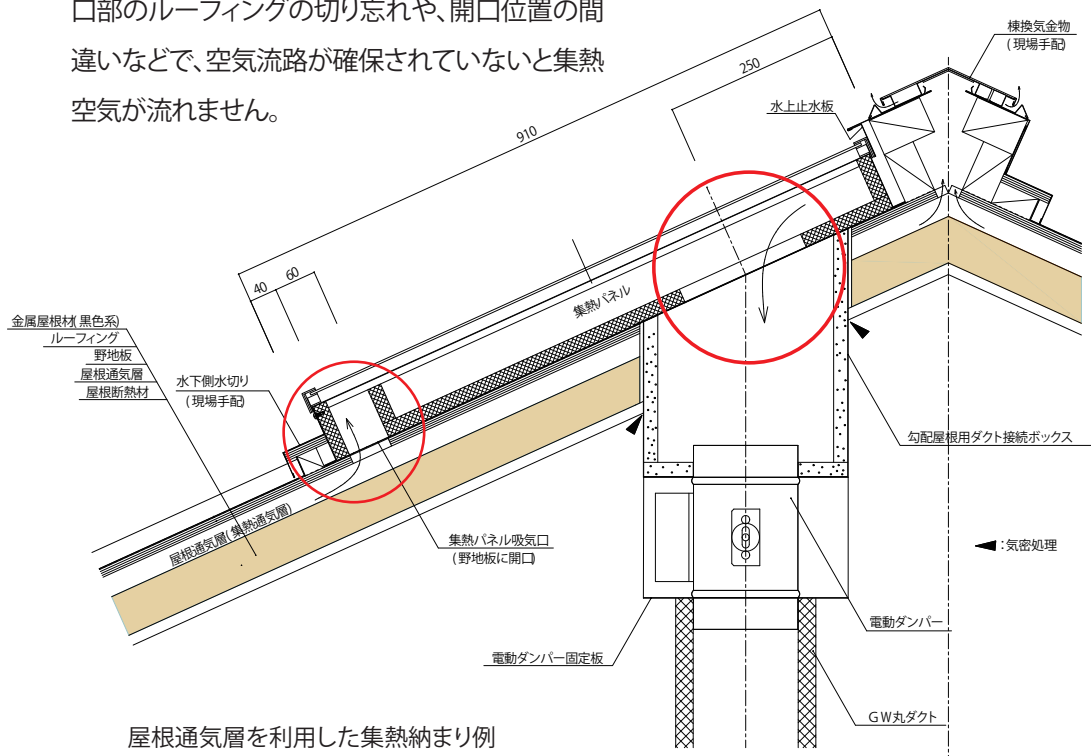 口部のルーフィングの切り忘れや、開口位置の間
違いなどで、空気流路が確保されていないと集熱
空気が流れません。
棟換気金物
(現場手配)
250
水上止水板
910
60
40
集熱パネル
金属屋根材(黒色系)
ルーフィング
野地板
屋根通気層
屋根断熱材
水下側水切り
(現場手配)
勾配屋根用ダクト接続ボックス
屋根通気層(集熱通気層)
集熱パネル吸気口
(野地板に開口)
◀:気密処理
電動ダンパー
電動ダンパー固定板
GW丸ダクト
屋根通気層を利用した集熱納まり例